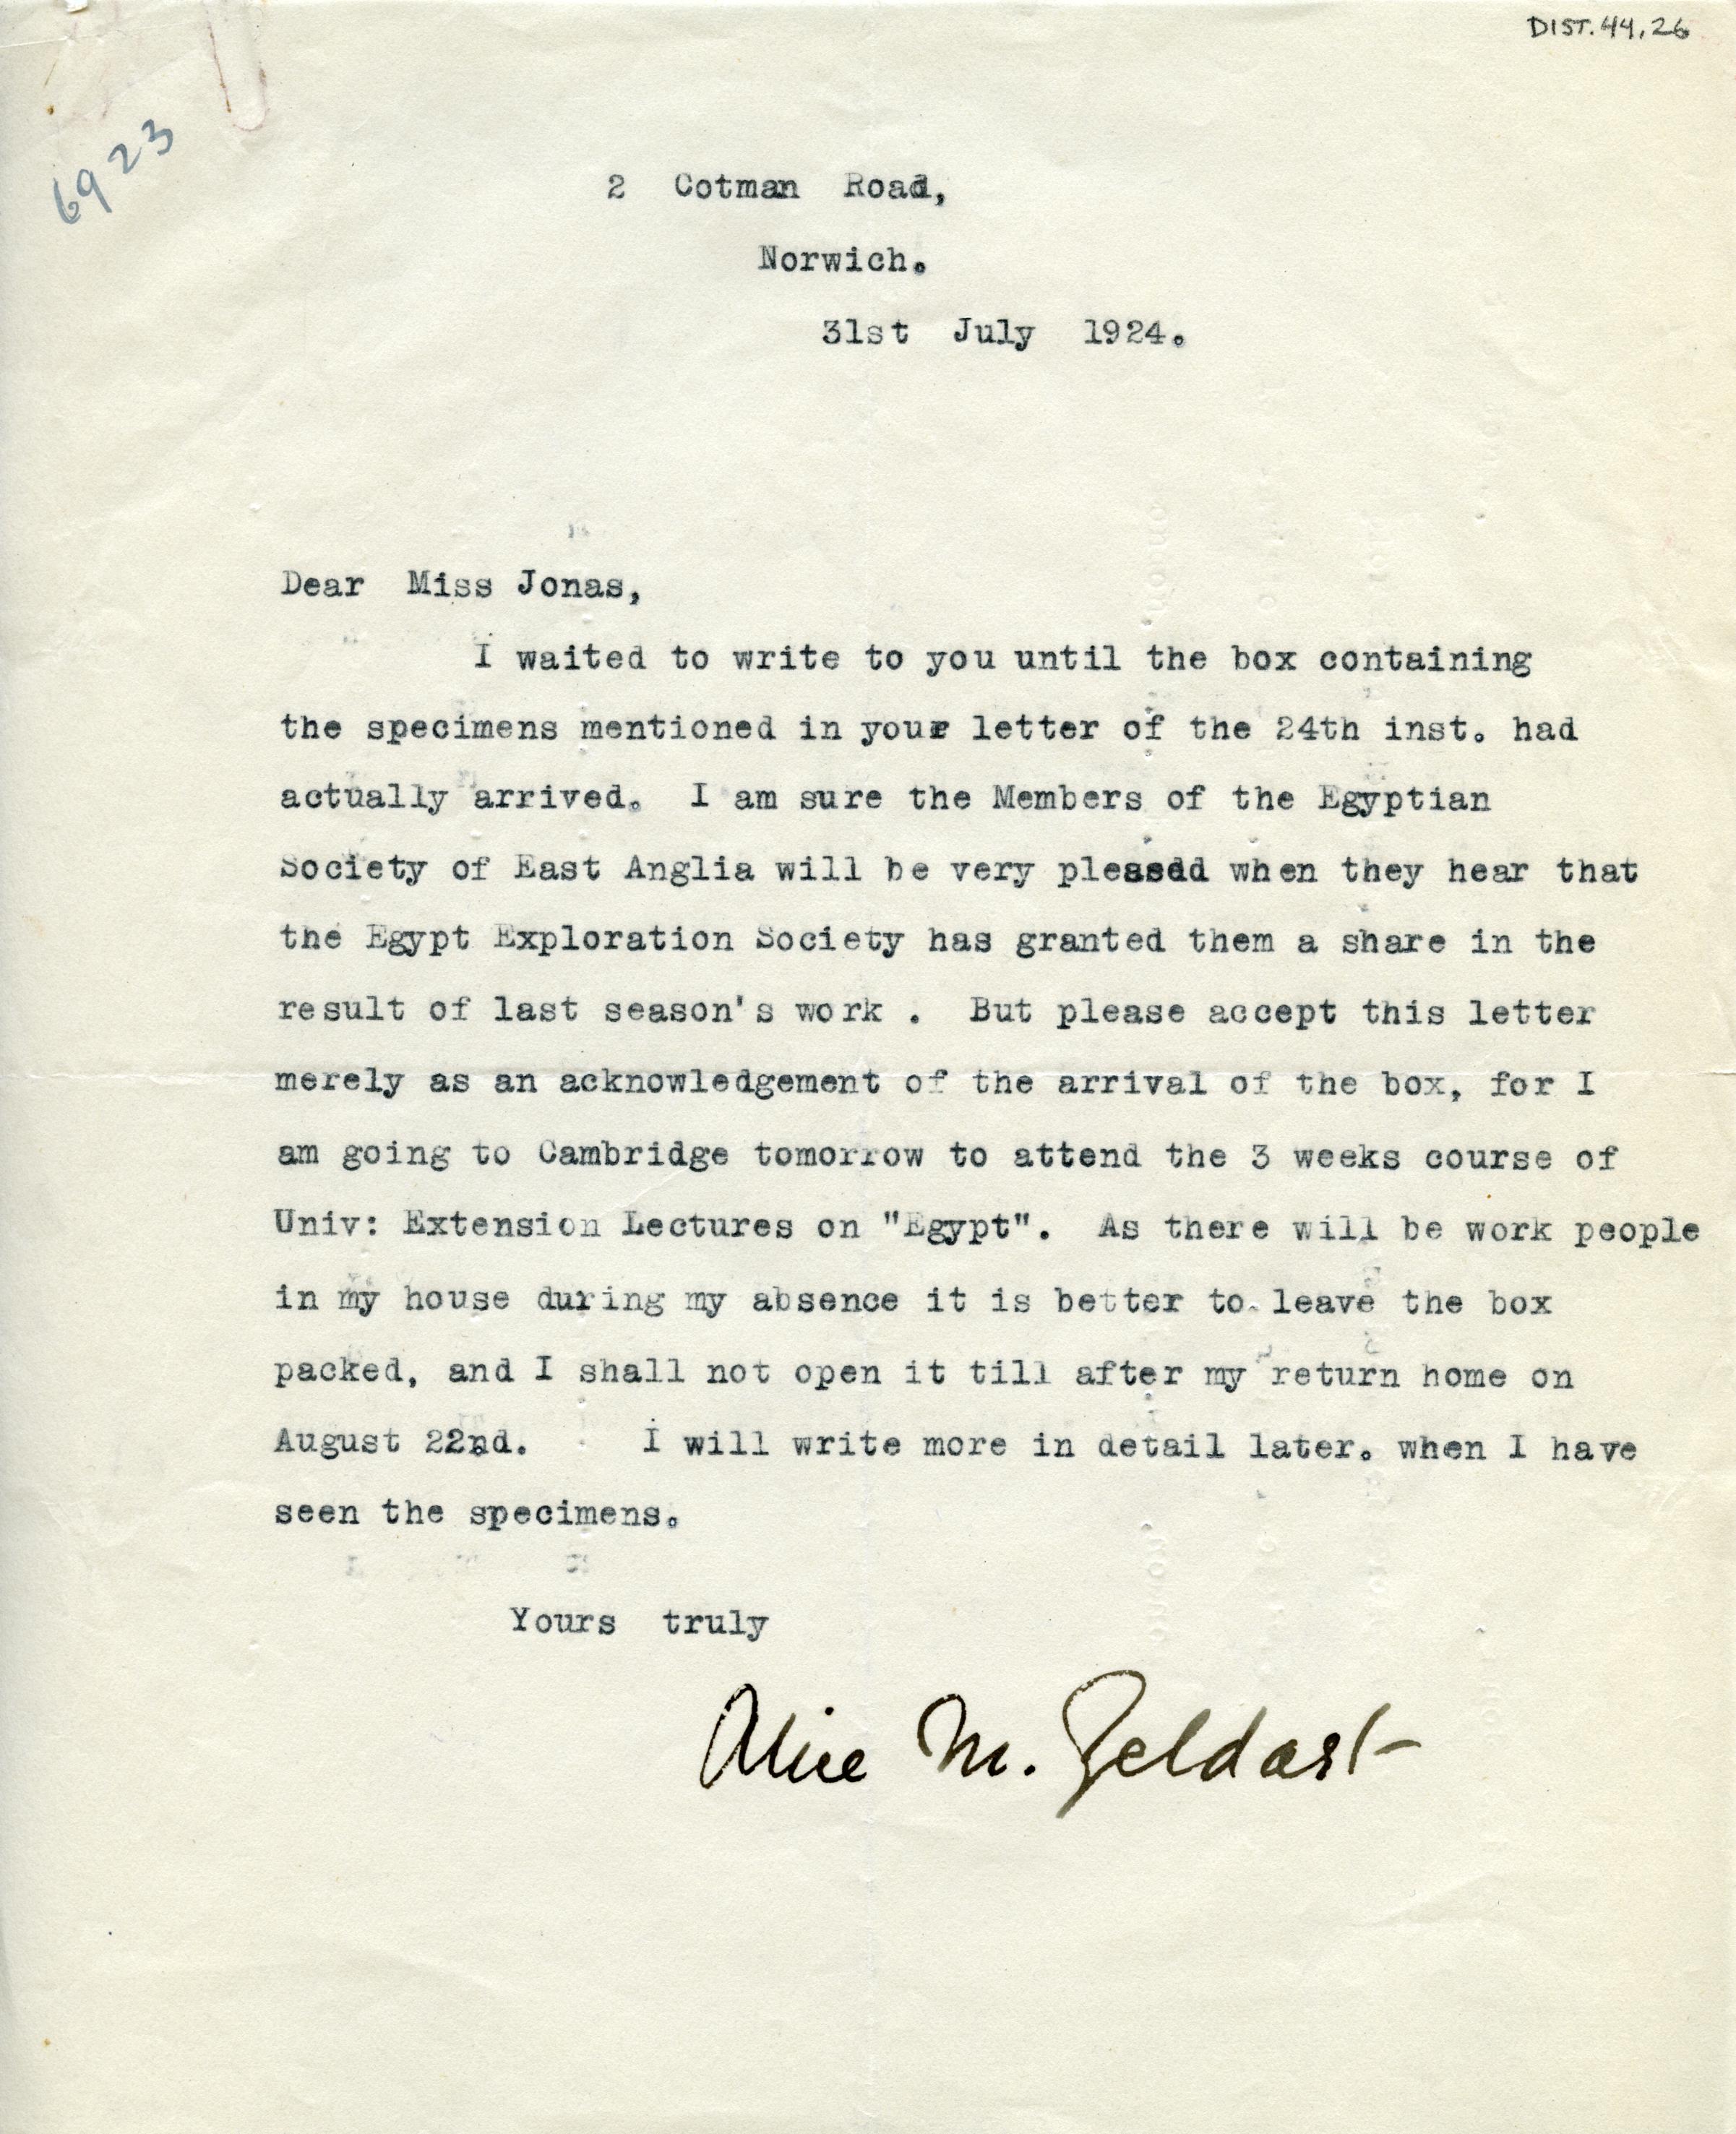 DIST.44.26
6923
2 Cotman Road,
Norwich.
31st July 1924.
Dear Miss Jonas,
I waited to write to you until the box containing
the specimens mentioned in your letter of the 24th inst. had
actually arrived. I am sure the Members of the Egyptian
Society of East Anglia will be very pleasdd when they hear that
the Egypt Exploration Society has granted them a share in the
result of last season's work . But please accept this letter
merely as an acknowledgement of the arrival of the box, for I
am going to Cambridge tomorrow to attend the 3 weeks course of
Univ: Extension Lectures on "Egypt". As there will be work people
in my house during my absence it is better to leave the box
packed, and I shall not open it till after my return home on
August 22nd. I will write more in detail later. when I have
seen the specimens.
Yours truly
Alice M. Geldart